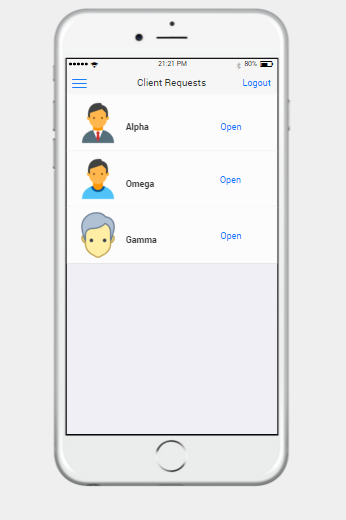 21:21 PM 80%
Client Requests Logout
Alpha Open
Omega Open
Gamma Open